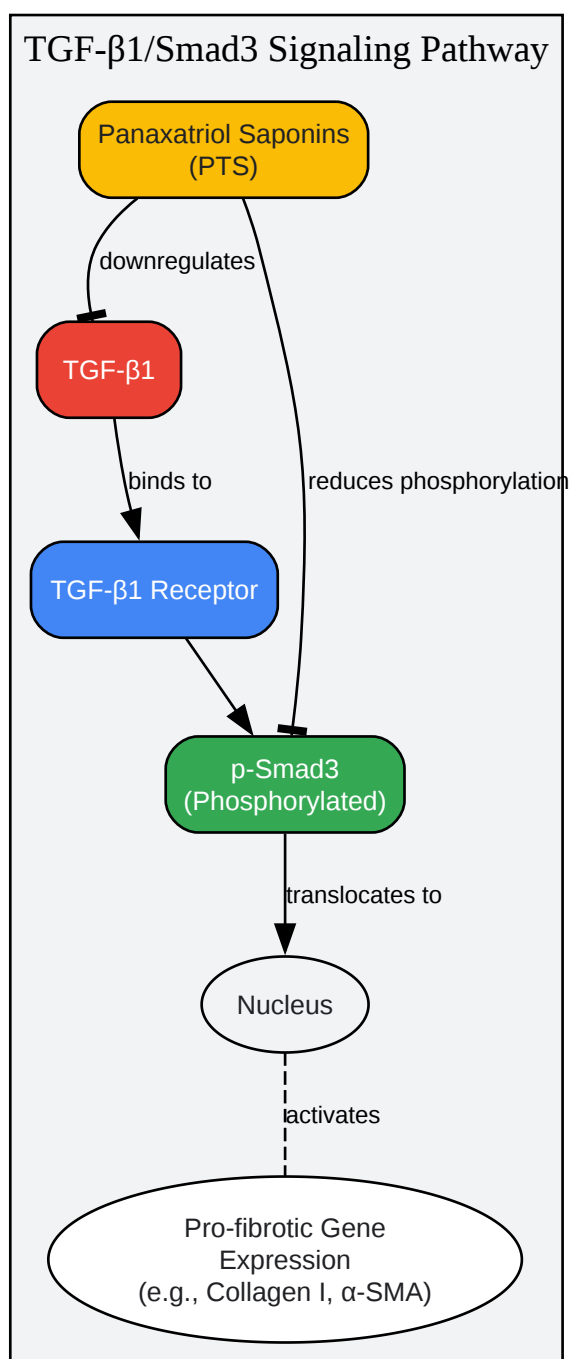 TGF-β1/Smad3 Signaling Pathway
Panaxatriol Saponins
(PTS)
downregulates
TGF-β1
binds to
reduces phosphorylation
TGF-β1 Receptor
p-Smad3
(Phosphorylated)
translocates to
Nucleus
activates
Pro-fibrotic Gene
Expression
(e.g., Collagen I, α-SMA)